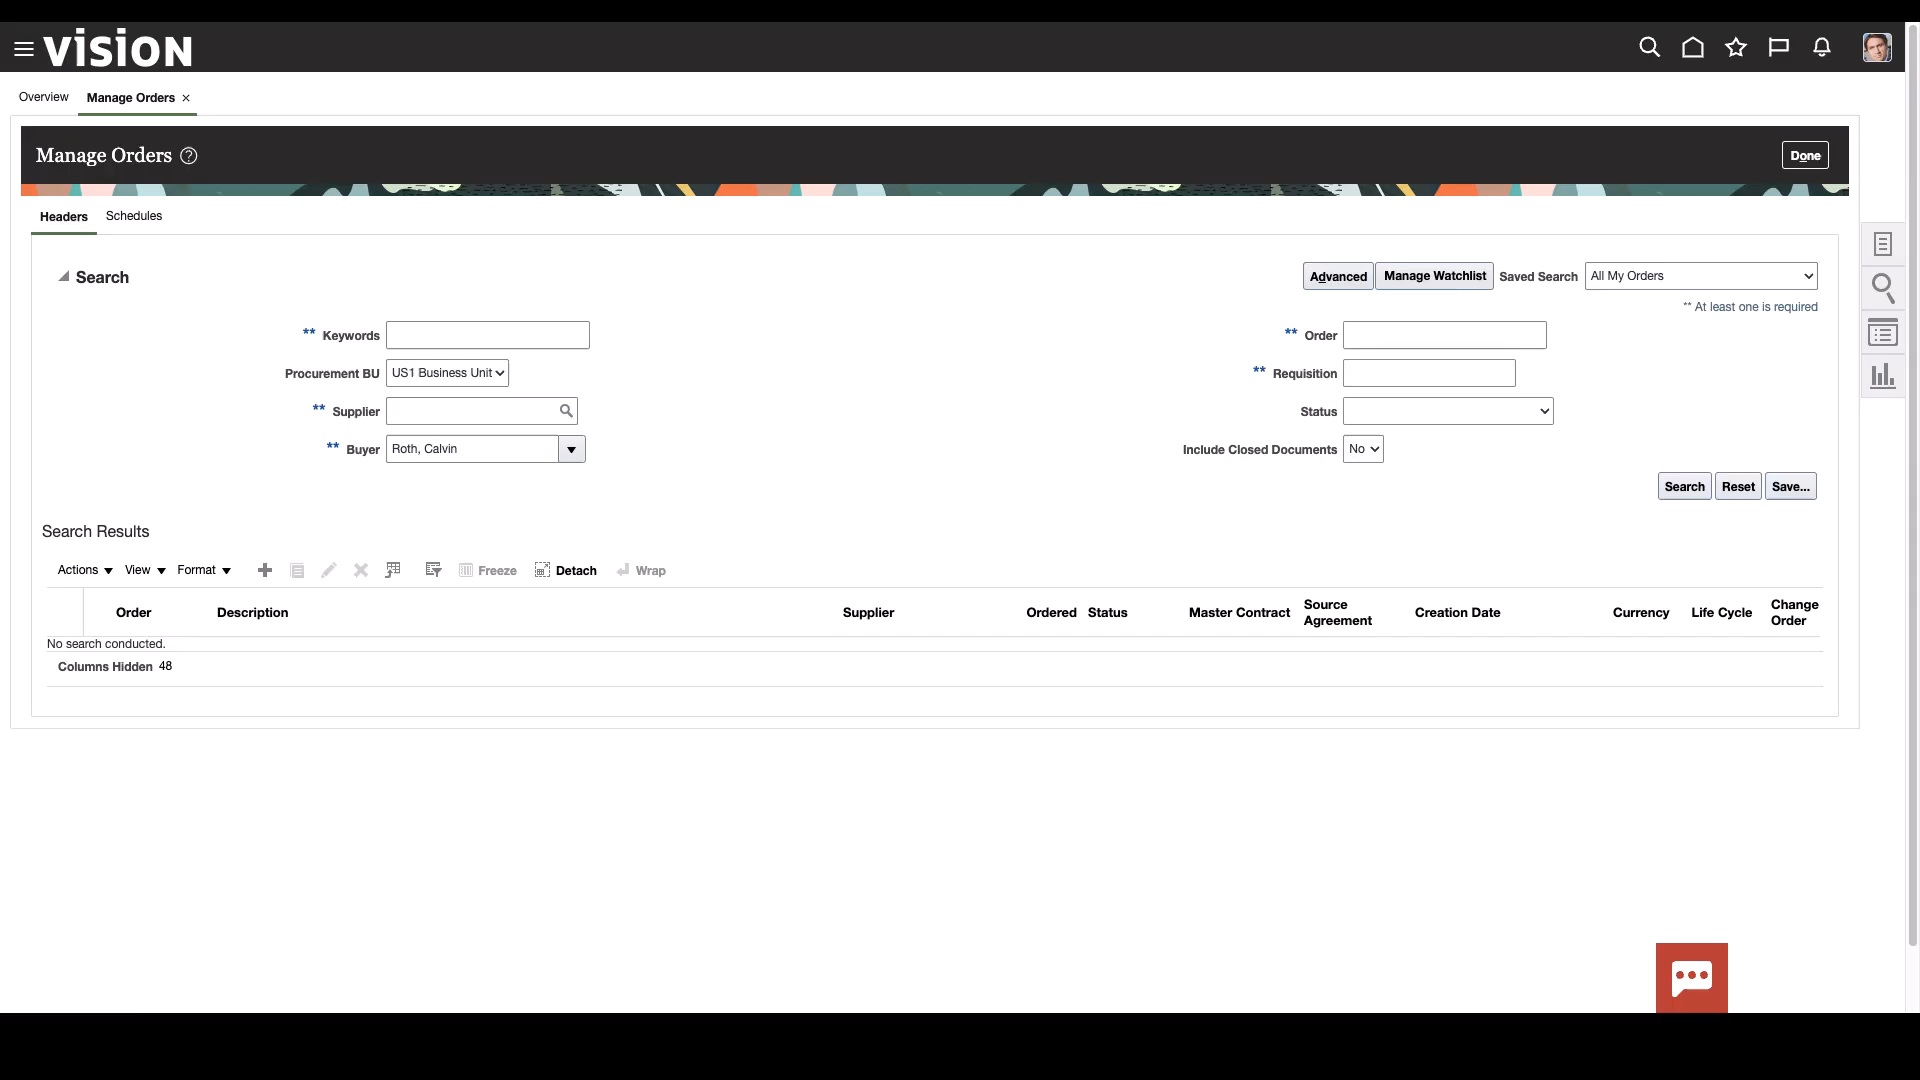 vision
Overview
Manage Orders ×
Manage Orders ?
Done
Headers
Schedules
Search
Advanced
Manage Watchlist
Saved Search
All My Orders
** At least one is required
** Keywords
Procurement BU
US1 Business Unit
** Supplier
** Buyer
Roth, Calvin
** Order
** Requisition
Status
Include Closed Documents
No
Search
Reset
Save...
Search Results
Actions
View
Format
Freeze
Detach
Wrap
Order
Description
Supplier
Ordered
Status
Master Contract
Source
Agreement
Creation Date
Currency
Life Cycle
Change
Order
No search conducted.
Columns Hidden 48